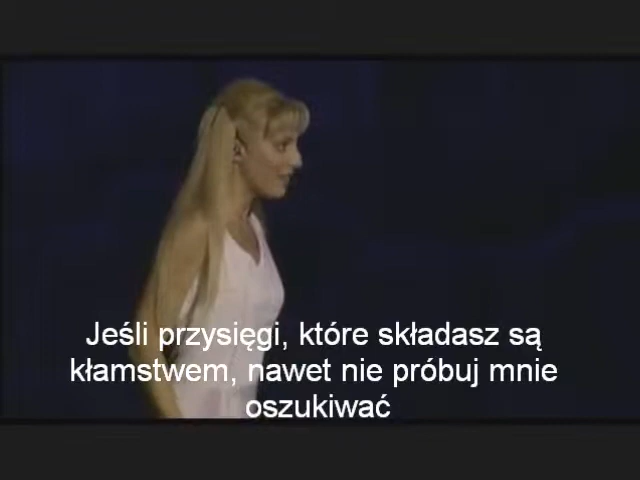 Jeśli przysięgi, które składasz są
kłamstwem, nawet nie próbuj mnie
oszukiwać